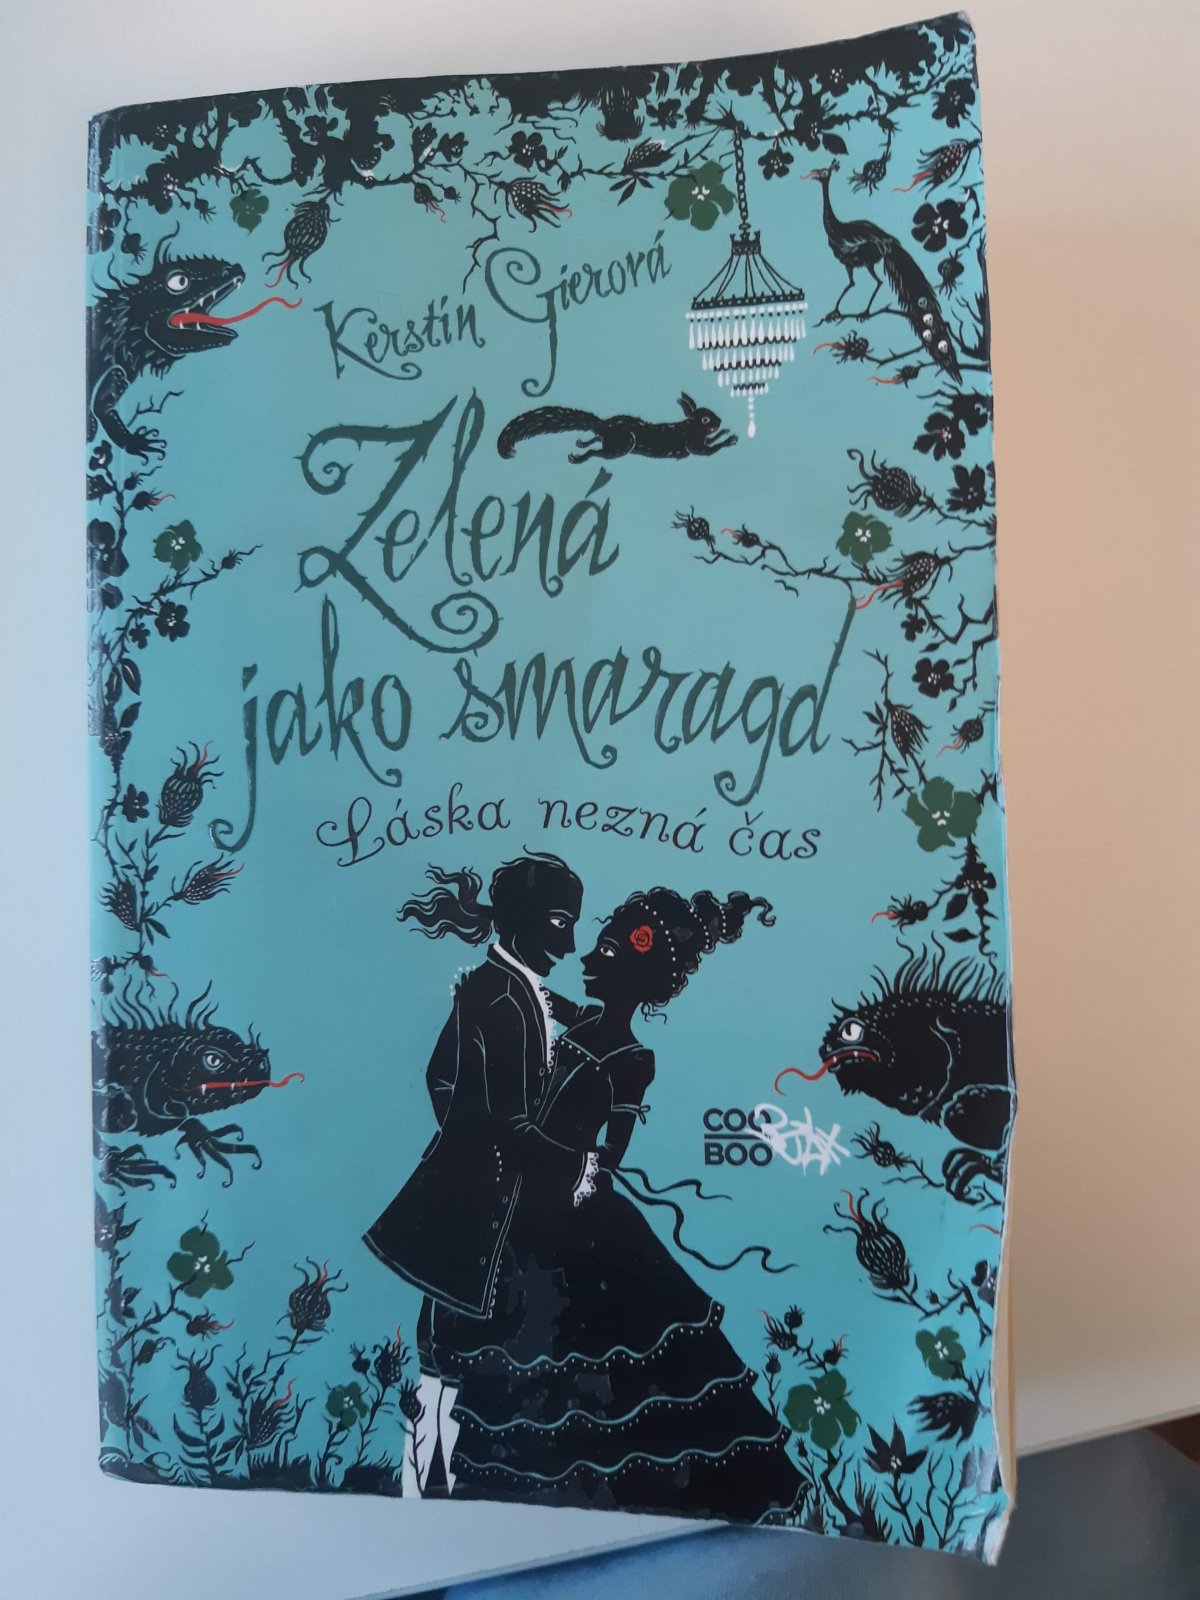 Kerstin Gierová
Zelená
jako smaragd
Láska nezná čas
COO
BOO